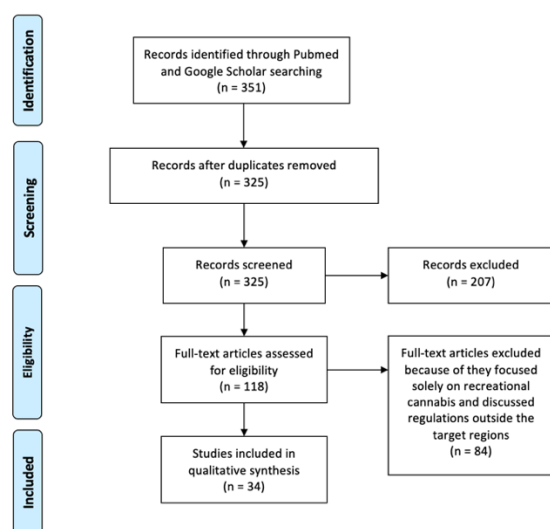 Identification
Records identified through Pubmed
and Google Scholar searching
(n = 351)
Screening
Records after duplicates removed
(n = 325)
Records screened
(n = 325)
Records excluded
(n = 207)
Eligibility
Full-text articles assessed
for eligibility
(n = 118)
Full-text articles excluded
because of they focused
solely on recreational
cannabis and discussed
regulations outside the
target regions
(n = 84)
Included
Studies included in
qualitative synthesis
(n = 34)